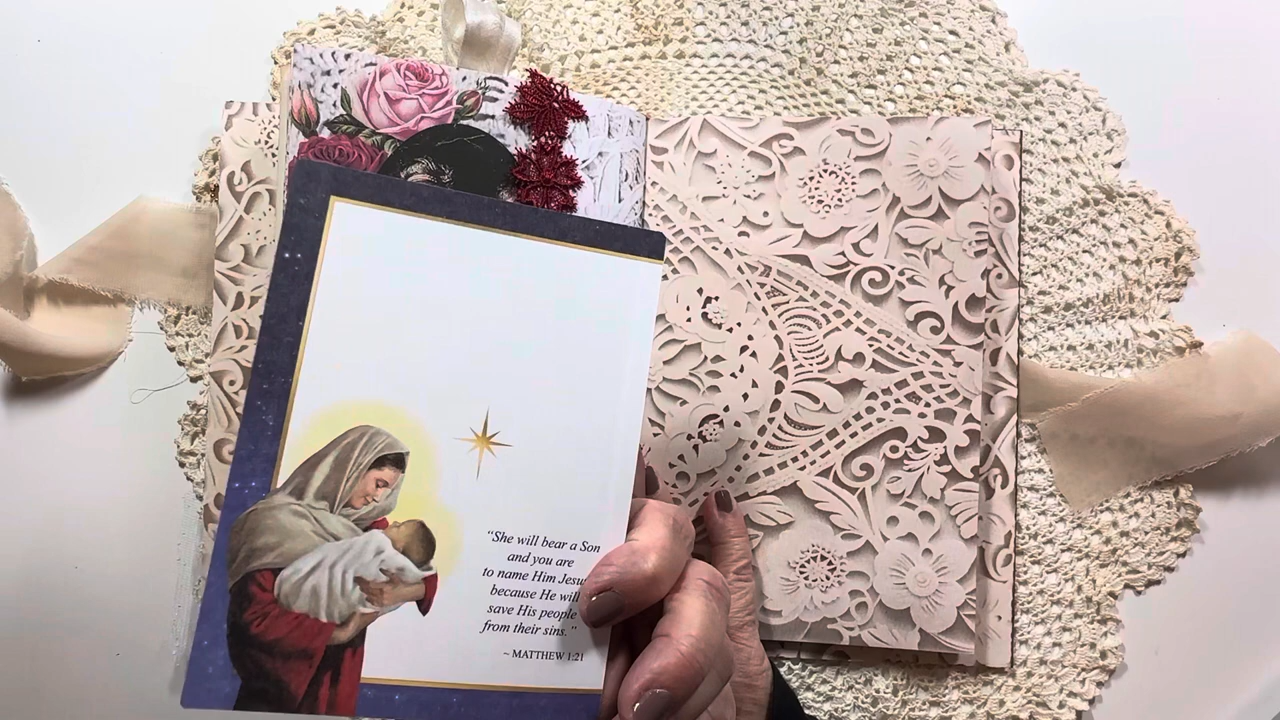 “She will bear a Son
and you are
to name Him Jesu
because He will
save His people
from their sins.”
~ MATTHEW 1:21